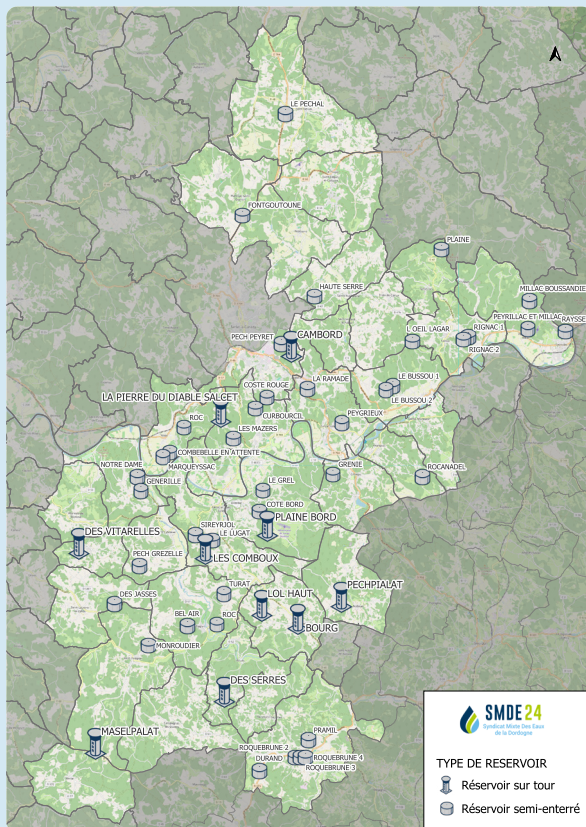 LE PECHAL
FONTGOUTOUNE
PLAINE
HAUTE SERRE
MILLAC BOUSSANDIE
PEYRILLAC ET MILLAC
RAYSSE
L OEIL LAGAR
RIGNAC 1
RIGNAC 2
PECH PEYRET
CAMBORD
LE BUSSOU 1
LE BUSSOU 2
LA RAMADE
COSTE ROUGE
LA PIERRE DU DIABLE SALCET
CURBOURCIL
PEYGRIEUX
ROC
LES MAZERS
COMBEBELLE EN ATTENTE
MARQUEYSSAC
NOTRE DAME
GENERILLE
GRENIE
ROCANADEL
LE GREL
COTE BORD
PLAINE BORD
SIREYRJOL
LE LUGAT
DES VITARELLES
LES COMBOUX
PECH GREZELLE
TURAT
LOL HAUT
PECHPIALAT
DES JASSES
BEL AIR
ROC
BOURG
MONROUDIER
DES SERRES
MASELPALAT
PRAMIL
ROQUEBRUNE 2
ROQUEBRUNE 4
DURAND
ROQUEBRUNE 3
SMDE 24
Syndicat Mixte Des Eaux
de la Dordogne
TYPE DE RESERVOIR
Réservoir sur tour
Réservoir semi-enterré